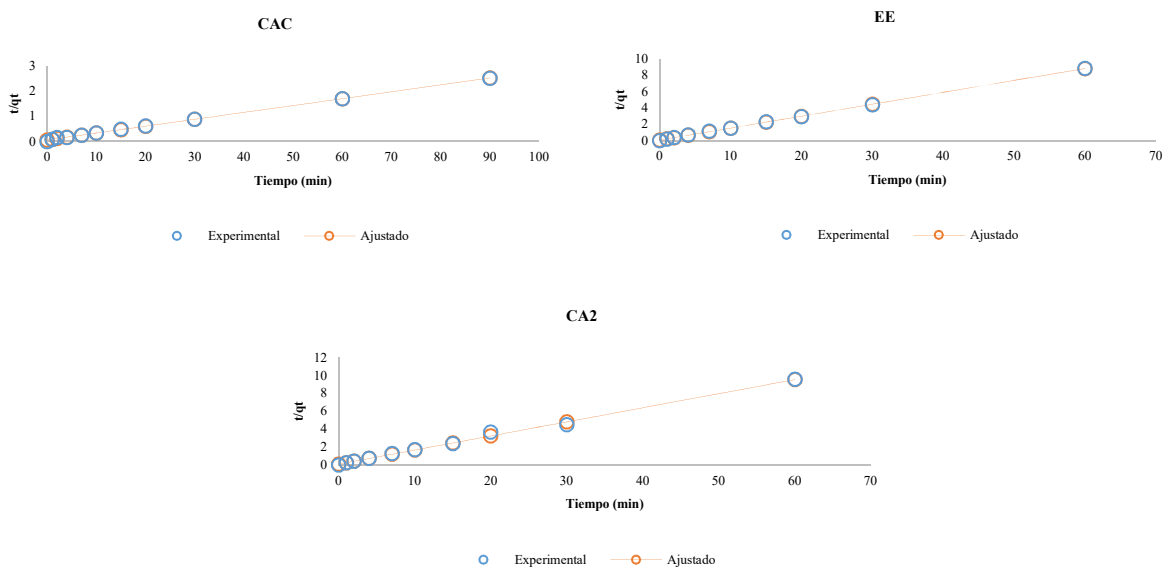 CAC
3
2
1
0
t/qt
0 10 20 30 40 50 60 70 80 90 100
Tiempo (min)
Experimental Ajustado
EE
10
8
6
4
2
0
t/qt
0 10 20 30 40 50 60 70
Tiempo (min)
Experimental Ajustado
CA2
12
10
8
6
4
2
0
t/qt
0 10 20 30 40 50 60 70
Tiempo (min)
Experimental Ajustado